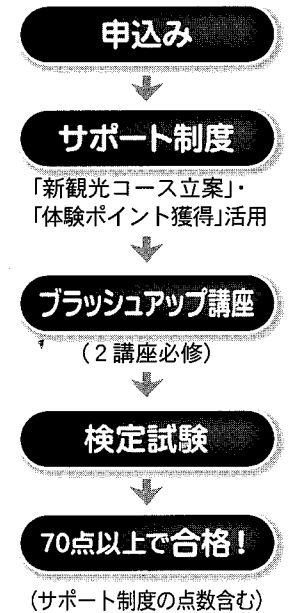 申込み
サポート制度
「新観光コース立案」・
「体験ポイント獲得」活用
ブラッシュアップ講座
(2講座必修)
検定試験
70点以上で合格!
(サポート制度の点数含む)